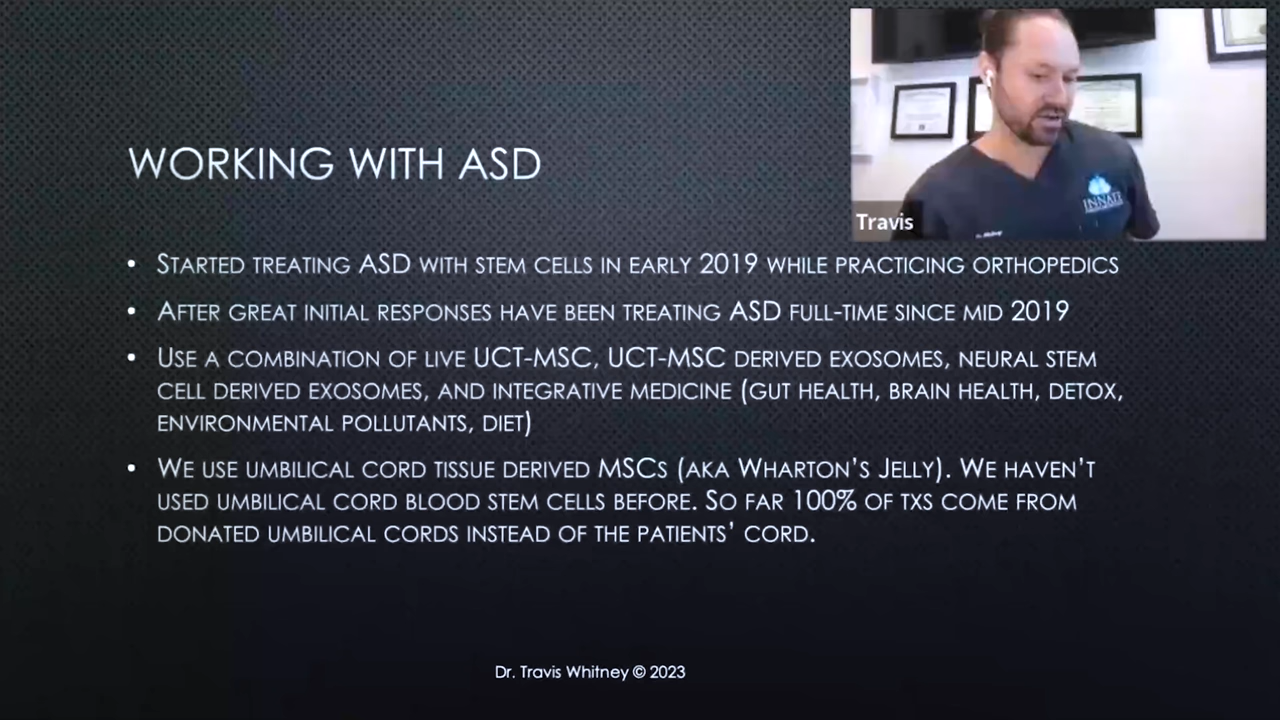 WORKING WITH ASD
Travis
INNATE
• STARTED TREATING ASD WITH STEM CELLS IN EARLY 2019 WHILE PRACTICING ORTHOPEDICS
• AFTER GREAT INITIAL RESPONSES HAVE BEEN TREATING ASD FULL-TIME SINCE MID 2019
• USE A COMBINATION OF LIVE UCT-MSC, UCT-MSC DERIVED EXOSOMES, NEURAL STEM
CELL DERIVED EXOSOMES, AND INTEGRATIVE MEDICINE (GUT HEALTH, BRAIN HEALTH, DETOX,
ENVIRONMENTAL POLLUTANTS, DIET)
• WE USE UMBILICAL CORD TISSUE DERIVED MSCS (AKA WHARTON'S JELLY). WE HAVEN'T
USED UMBILICAL CORD BLOOD STEM CELLS BEFORE. SO FAR 100% OF TXS COME FROM
DONATED UMBILICAL CORDS INSTEAD OF THE PATIENTS' CORD.
Dr. Travis Whitney © 2023